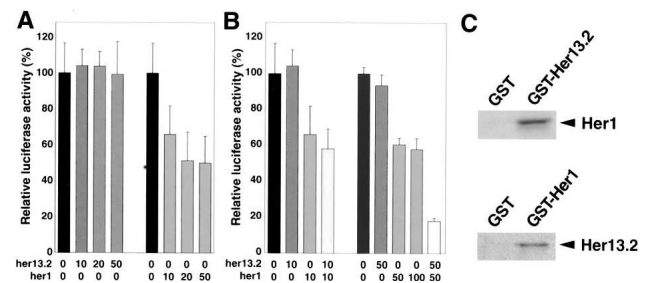 A
Relative luciferase activity (%)
120
100
80
60
40
20
0
her13.2 0 10 20 50 0 0 0 0
her1 0 0 0 0 0 10 20 50
B
Relative luciferase activity (%)
120
100
80
60
40
20
0
0 10 0 10 0 50 0 0 50
0 0 10 10 0 0 50 100 50
C
GST
GST-Her13.2
Her1
GST
GST-Her1
Her13.2